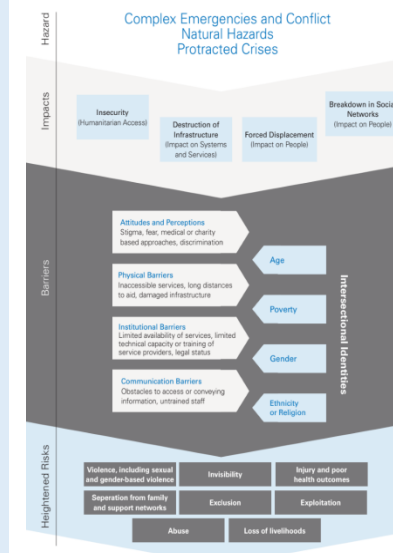 Hazard
Complex Emergencies and Conflict
Natural Hazards
Protracted Crises
Impacts
Insecurity
(Humanitarian Access)
Destruction of
Infrastructure
(Impact on Systems
and Services)
Forced Displacement
(Impact on People)
Breakdown in Social
Networks
(Impact on People)
Barriers
Attitudes and Perceptions
Stigma, fear, medical or charity
based approaches, discrimination
Age
Physical Barriers
Inaccessible services, long distances
to aid, damaged infrastructure
Poverty
Institutional Barriers
Limited availability of services, limited
technical capacity or training of
service providers, legal status
Gender
Communication Barriers
Obstacles to access or conveying
information, untrained staff
Ethnicity
or Religion
Intersectional Identities
Heightened Risks
Violence, including sexual
and gender-based violence
Invisibility
Injury and poor
health outcomes
Seperation from family
and support networks
Exclusion
Exploitation
Abuse
Loss of livelihoods